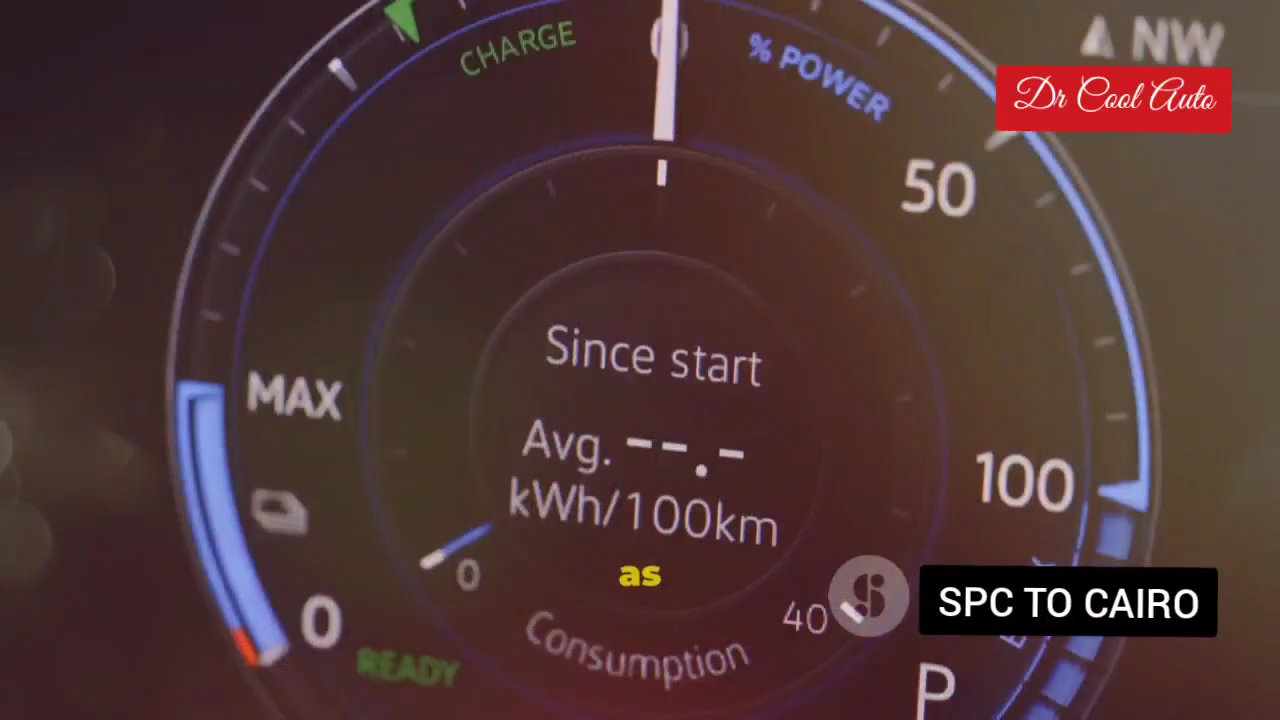 CHARGE
% POWER
NW
Dr Cool Auto
50
Since start
MAX
Avg. --.-
kWh/100km
100
0
as
40
SPC TO CAIRO
0
READY
Consumption
P